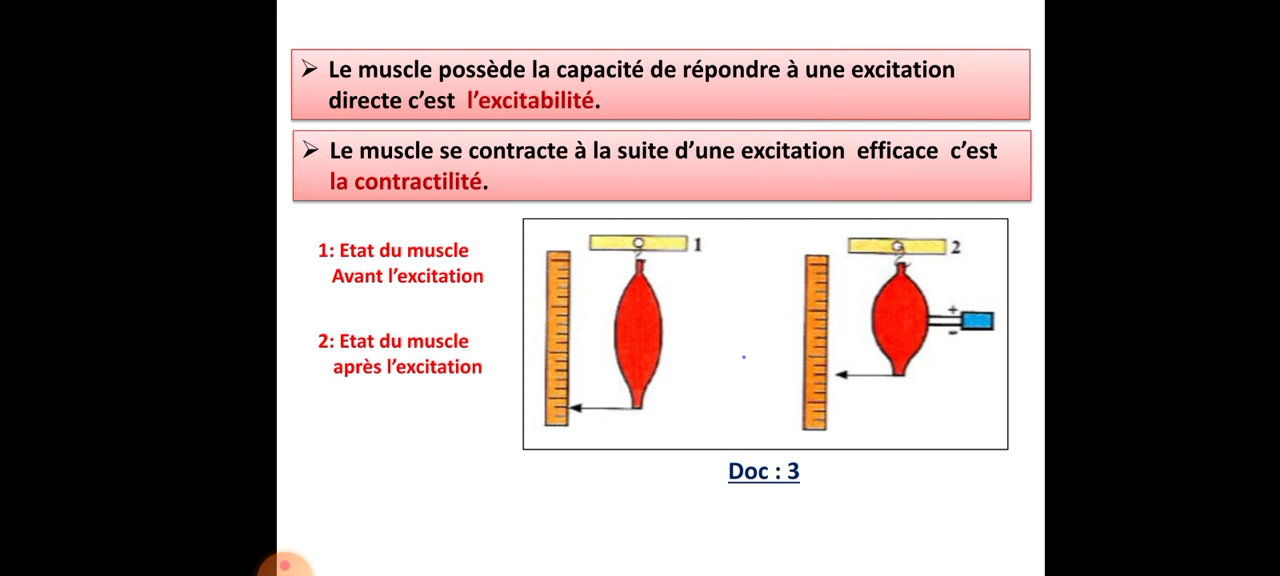 ➢ Le muscle possède la capacité de répondre à une excitation
directe c’est l’excitabilité.
➢ Le muscle se contracte à la suite d’une excitation efficace c’est
la contractilité.
1: Etat du muscle
Avant l’excitation
2: Etat du muscle
après l’excitation
1
2
+
-
Doc : 3